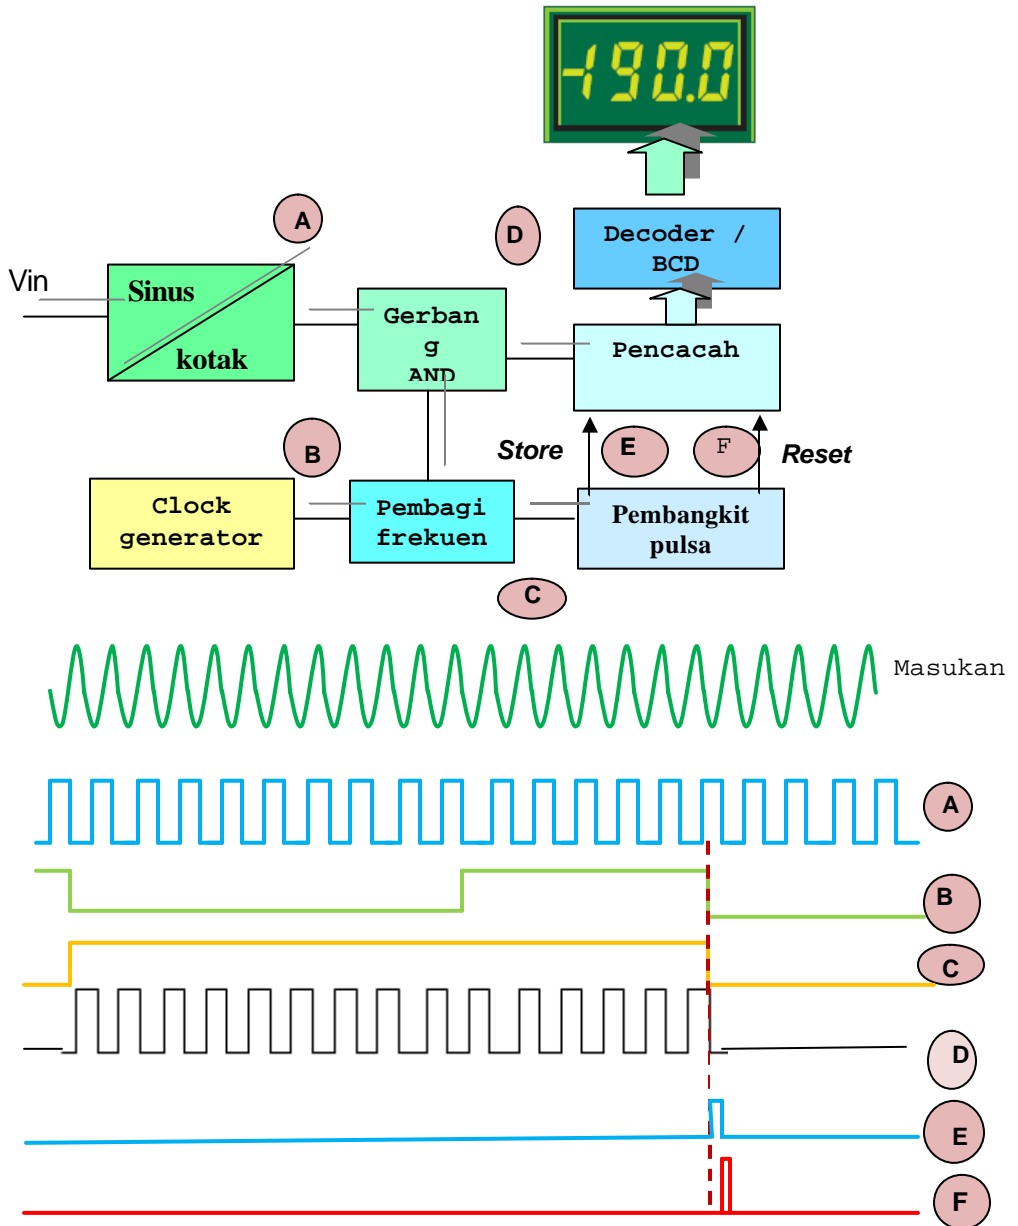 -190.0
A
D
Decoder /
BCD
Vin
Sinus
kotak
Gerban
g
AND
Pencacah
B
Store
E
F
Reset
Clock
generator
Pembagi
frekuen
Pembangkit
pulsa
C
Masukan
A
B
C
D
E
F